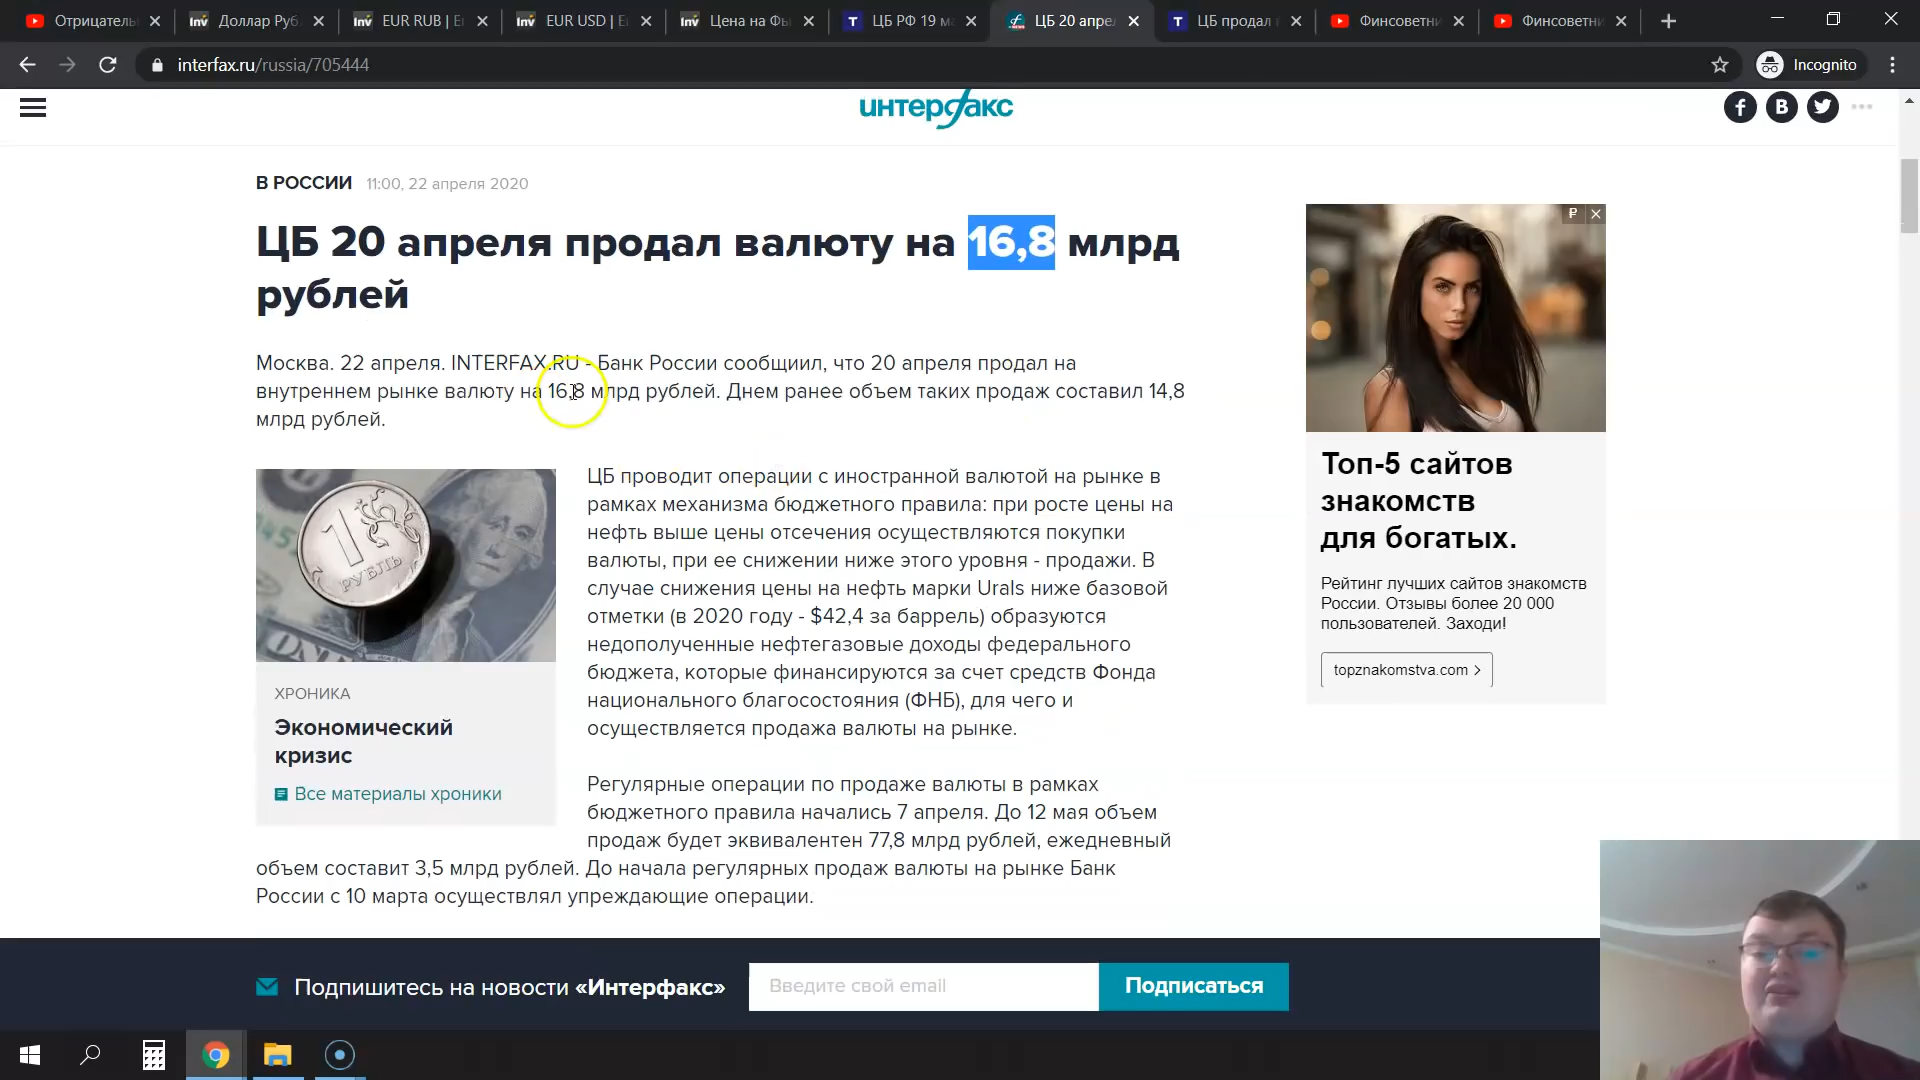 Отрицатель
Доллар Руб
EUR RUB | E
EUR USD | E
Цена на Фь
ЦБ РФ 19 м
ЦБ 20 апре
ЦБ продал
Финсоветни
Финсоветни
interfax.ru/russia/705444
Incognito
интерфакс
В РОССИИ 11:00, 22 апреля 2020
ЦБ 20 апреля продал валюту на 16,8 млрд
рублей
Москва. 22 апреля. INTERFAX.RU - Банк России сообщиил, что 20 апреля продал на
внутреннем рынке валюту на 16,8 млрд рублей. Днем ранее объем таких продаж составил 14,8
млрд рублей.
ЦБ проводит операции с иностранной валютой на рынке в
рамках механизма бюджетного правила: при росте цены на
нефть выше цены отсечения осуществляются покупки
валюты, при ее снижении ниже этого уровня - продажи. В
случае снижения цены на нефть марки Urals ниже базовой
отметки (в 2020 году - $42,4 за баррель) образуются
недополученные нефтегазовые доходы федерального
бюджета, которые финансируются за счет средств Фонда
национального благосостояния (ФНБ), для чего и
осуществляется продажа валюты на рынке.
1
РУБЛЬ
ХРОНИКА
Экономический
кризис
Все материалы хроники
Регулярные операции по продаже валюты в рамках
бюджетного правила начались 7 апреля. До 12 мая объем
продаж будет эквивалентен 77,8 млрд рублей, ежедневный
объем составит 3,5 млрд рублей. До начала регулярных продаж валюты на рынке Банк
России с 10 марта осуществлял упреждающие операции.
Топ-5 сайтов
знакомств
для богатых.
Рейтинг лучших сайтов знакомств
России. Отзывы более 20 000
пользователей. Заходи!
topznakomstva.com
Подпишитесь на новости «Интерфакс»
Введите свой email
Подписаться